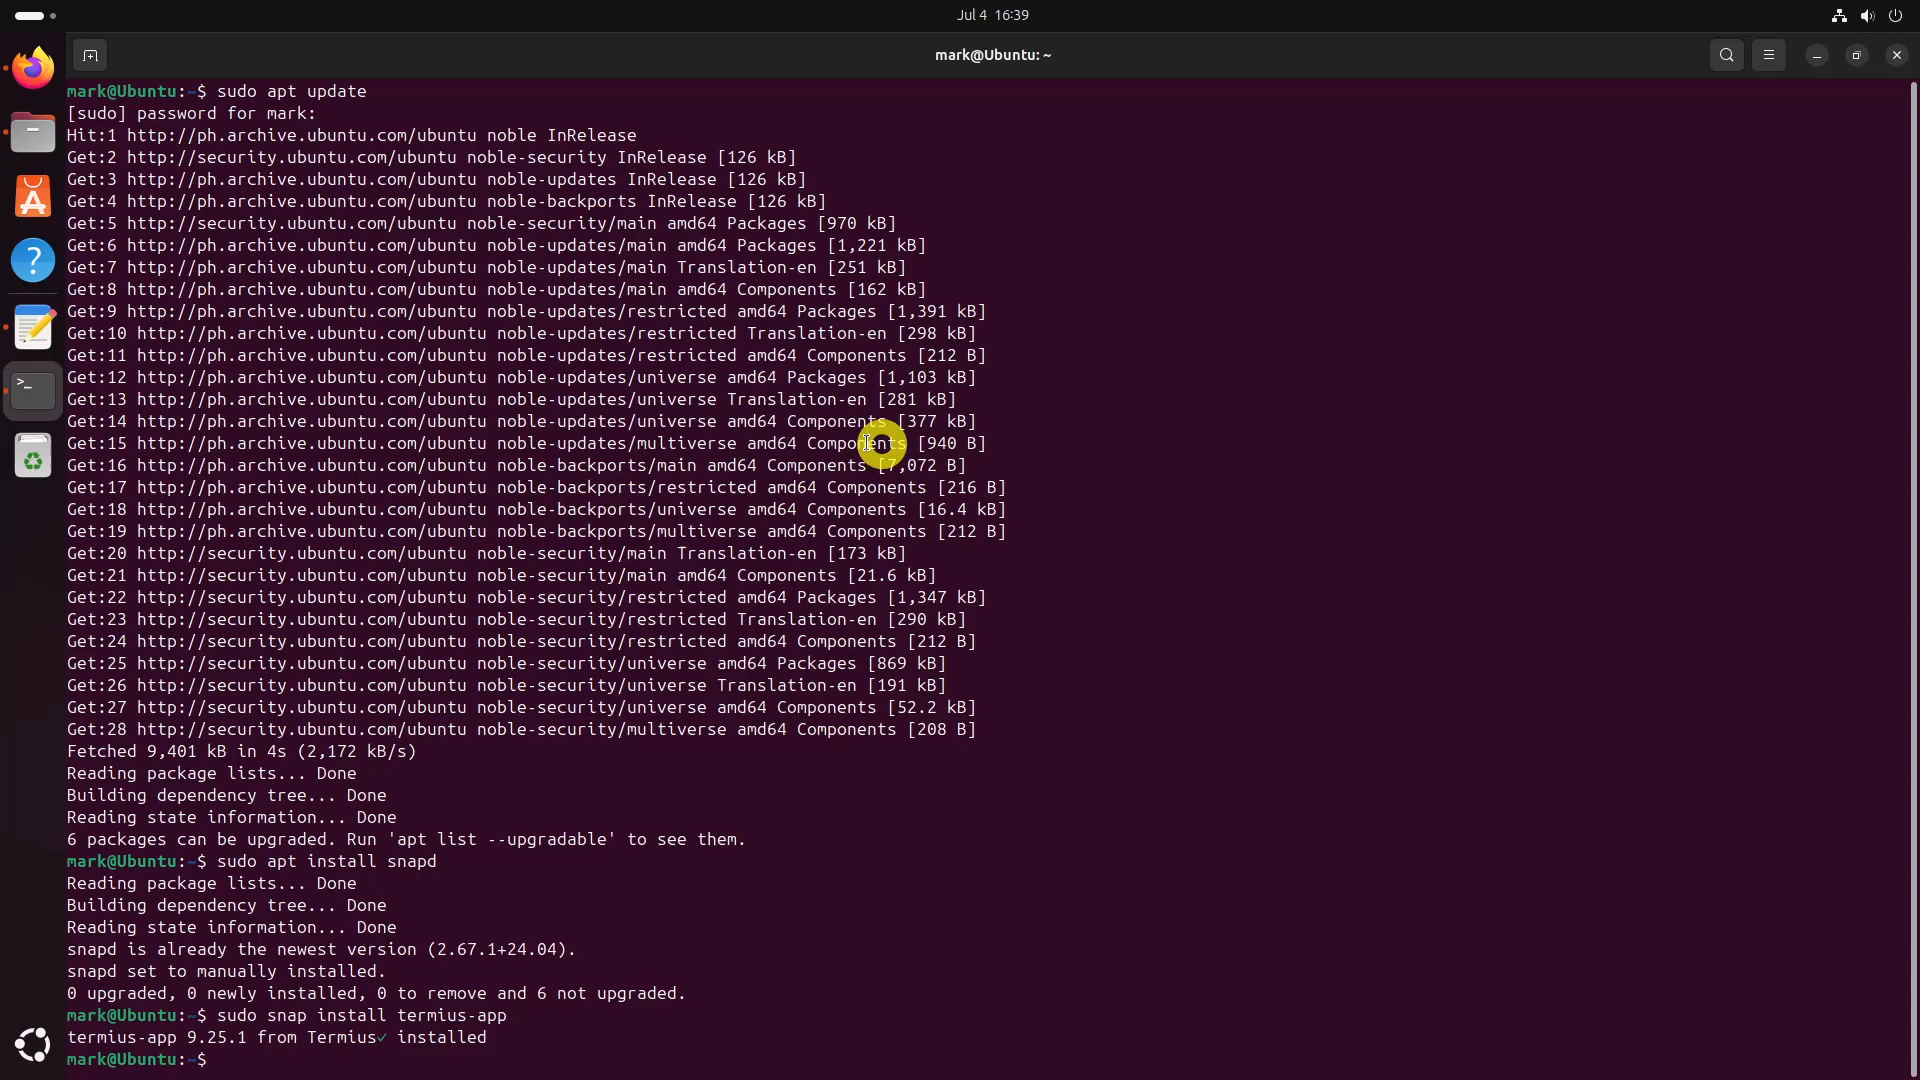 Jul 4 16:39
mark@Ubuntu: ~
mark@Ubuntu:~$ sudo apt update
[sudo] password for mark:
Hit:1 http://ph.archive.ubuntu.com/ubuntu noble InRelease
Get:2 http://security.ubuntu.com/ubuntu noble-security InRelease [126 kB]
Get:3 http://ph.archive.ubuntu.com/ubuntu noble-updates InRelease [126 kB]
Get:4 http://ph.archive.ubuntu.com/ubuntu noble-backports InRelease [126 kB]
Get:5 http://security.ubuntu.com/ubuntu noble-security/main amd64 Packages [970 kB]
Get:6 http://ph.archive.ubuntu.com/ubuntu noble-updates/main amd64 Packages [1,221 kB]
Get:7 http://ph.archive.ubuntu.com/ubuntu noble-updates/main Translation-en [251 kB]
Get:8 http://ph.archive.ubuntu.com/ubuntu noble-updates/main amd64 Components [162 kB]
Get:9 http://ph.archive.ubuntu.com/ubuntu noble-updates/restricted amd64 Packages [1,391 kB]
Get:10 http://ph.archive.ubuntu.com/ubuntu noble-updates/restricted Translation-en [298 kB]
Get:11 http://ph.archive.ubuntu.com/ubuntu noble-updates/restricted amd64 Components [212 B]
Get:12 http://ph.archive.ubuntu.com/ubuntu noble-updates/universe amd64 Packages [1,103 kB]
Get:13 http://ph.archive.ubuntu.com/ubuntu noble-updates/universe Translation-en [281 kB]
Get:14 http://ph.archive.ubuntu.com/ubuntu noble-updates/universe amd64 Components [377 kB]
Get:15 http://ph.archive.ubuntu.com/ubuntu noble-updates/multiverse amd64 Components [940 B]
Get:16 http://ph.archive.ubuntu.com/ubuntu noble-backports/main amd64 Components [7,072 B]
Get:17 http://ph.archive.ubuntu.com/ubuntu noble-backports/restricted amd64 Components [216 B]
Get:18 http://ph.archive.ubuntu.com/ubuntu noble-backports/universe amd64 Components [16.4 kB]
Get:19 http://ph.archive.ubuntu.com/ubuntu noble-backports/multiverse amd64 Components [212 B]
Get:20 http://security.ubuntu.com/ubuntu noble-security/main Translation-en [173 kB]
Get:21 http://security.ubuntu.com/ubuntu noble-security/main amd64 Components [21.6 kB]
Get:22 http://security.ubuntu.com/ubuntu noble-security/restricted amd64 Packages [1,347 kB]
Get:23 http://security.ubuntu.com/ubuntu noble-security/restricted Translation-en [290 kB]
Get:24 http://security.ubuntu.com/ubuntu noble-security/restricted amd64 Components [212 B]
Get:25 http://security.ubuntu.com/ubuntu noble-security/universe amd64 Packages [869 kB]
Get:26 http://security.ubuntu.com/ubuntu noble-security/universe Translation-en [191 kB]
Get:27 http://security.ubuntu.com/ubuntu noble-security/universe amd64 Components [52.2 kB]
Get:28 http://security.ubuntu.com/ubuntu noble-security/multiverse amd64 Components [208 B]
Fetched 9,401 kB in 4s (2,172 kB/s)
Reading package lists... Done
Building dependency tree... Done
Reading state information... Done
6 packages can be upgraded. Run 'apt list --upgradable' to see them.
mark@Ubuntu:~$ sudo apt install snapd
Reading package lists... Done
Building dependency tree... Done
Reading state information... Done
snapd is already the newest version (2.67.1+24.04).
snapd set to manually installed.
0 upgraded, 0 newly installed, 0 to remove and 6 not upgraded.
mark@Ubuntu:~$ sudo snap install termius-app
termius-app 9.25.1 from Termius✓ installed
mark@Ubuntu:~$